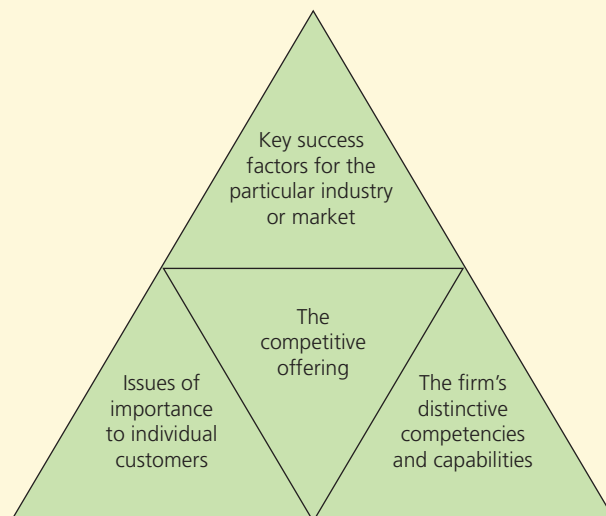 Key success
factors for the
particular industry
or market
The
competitive
offering
Issues of
importance
to individual
customers
The firm's
distinctive
competencies
and capabilities